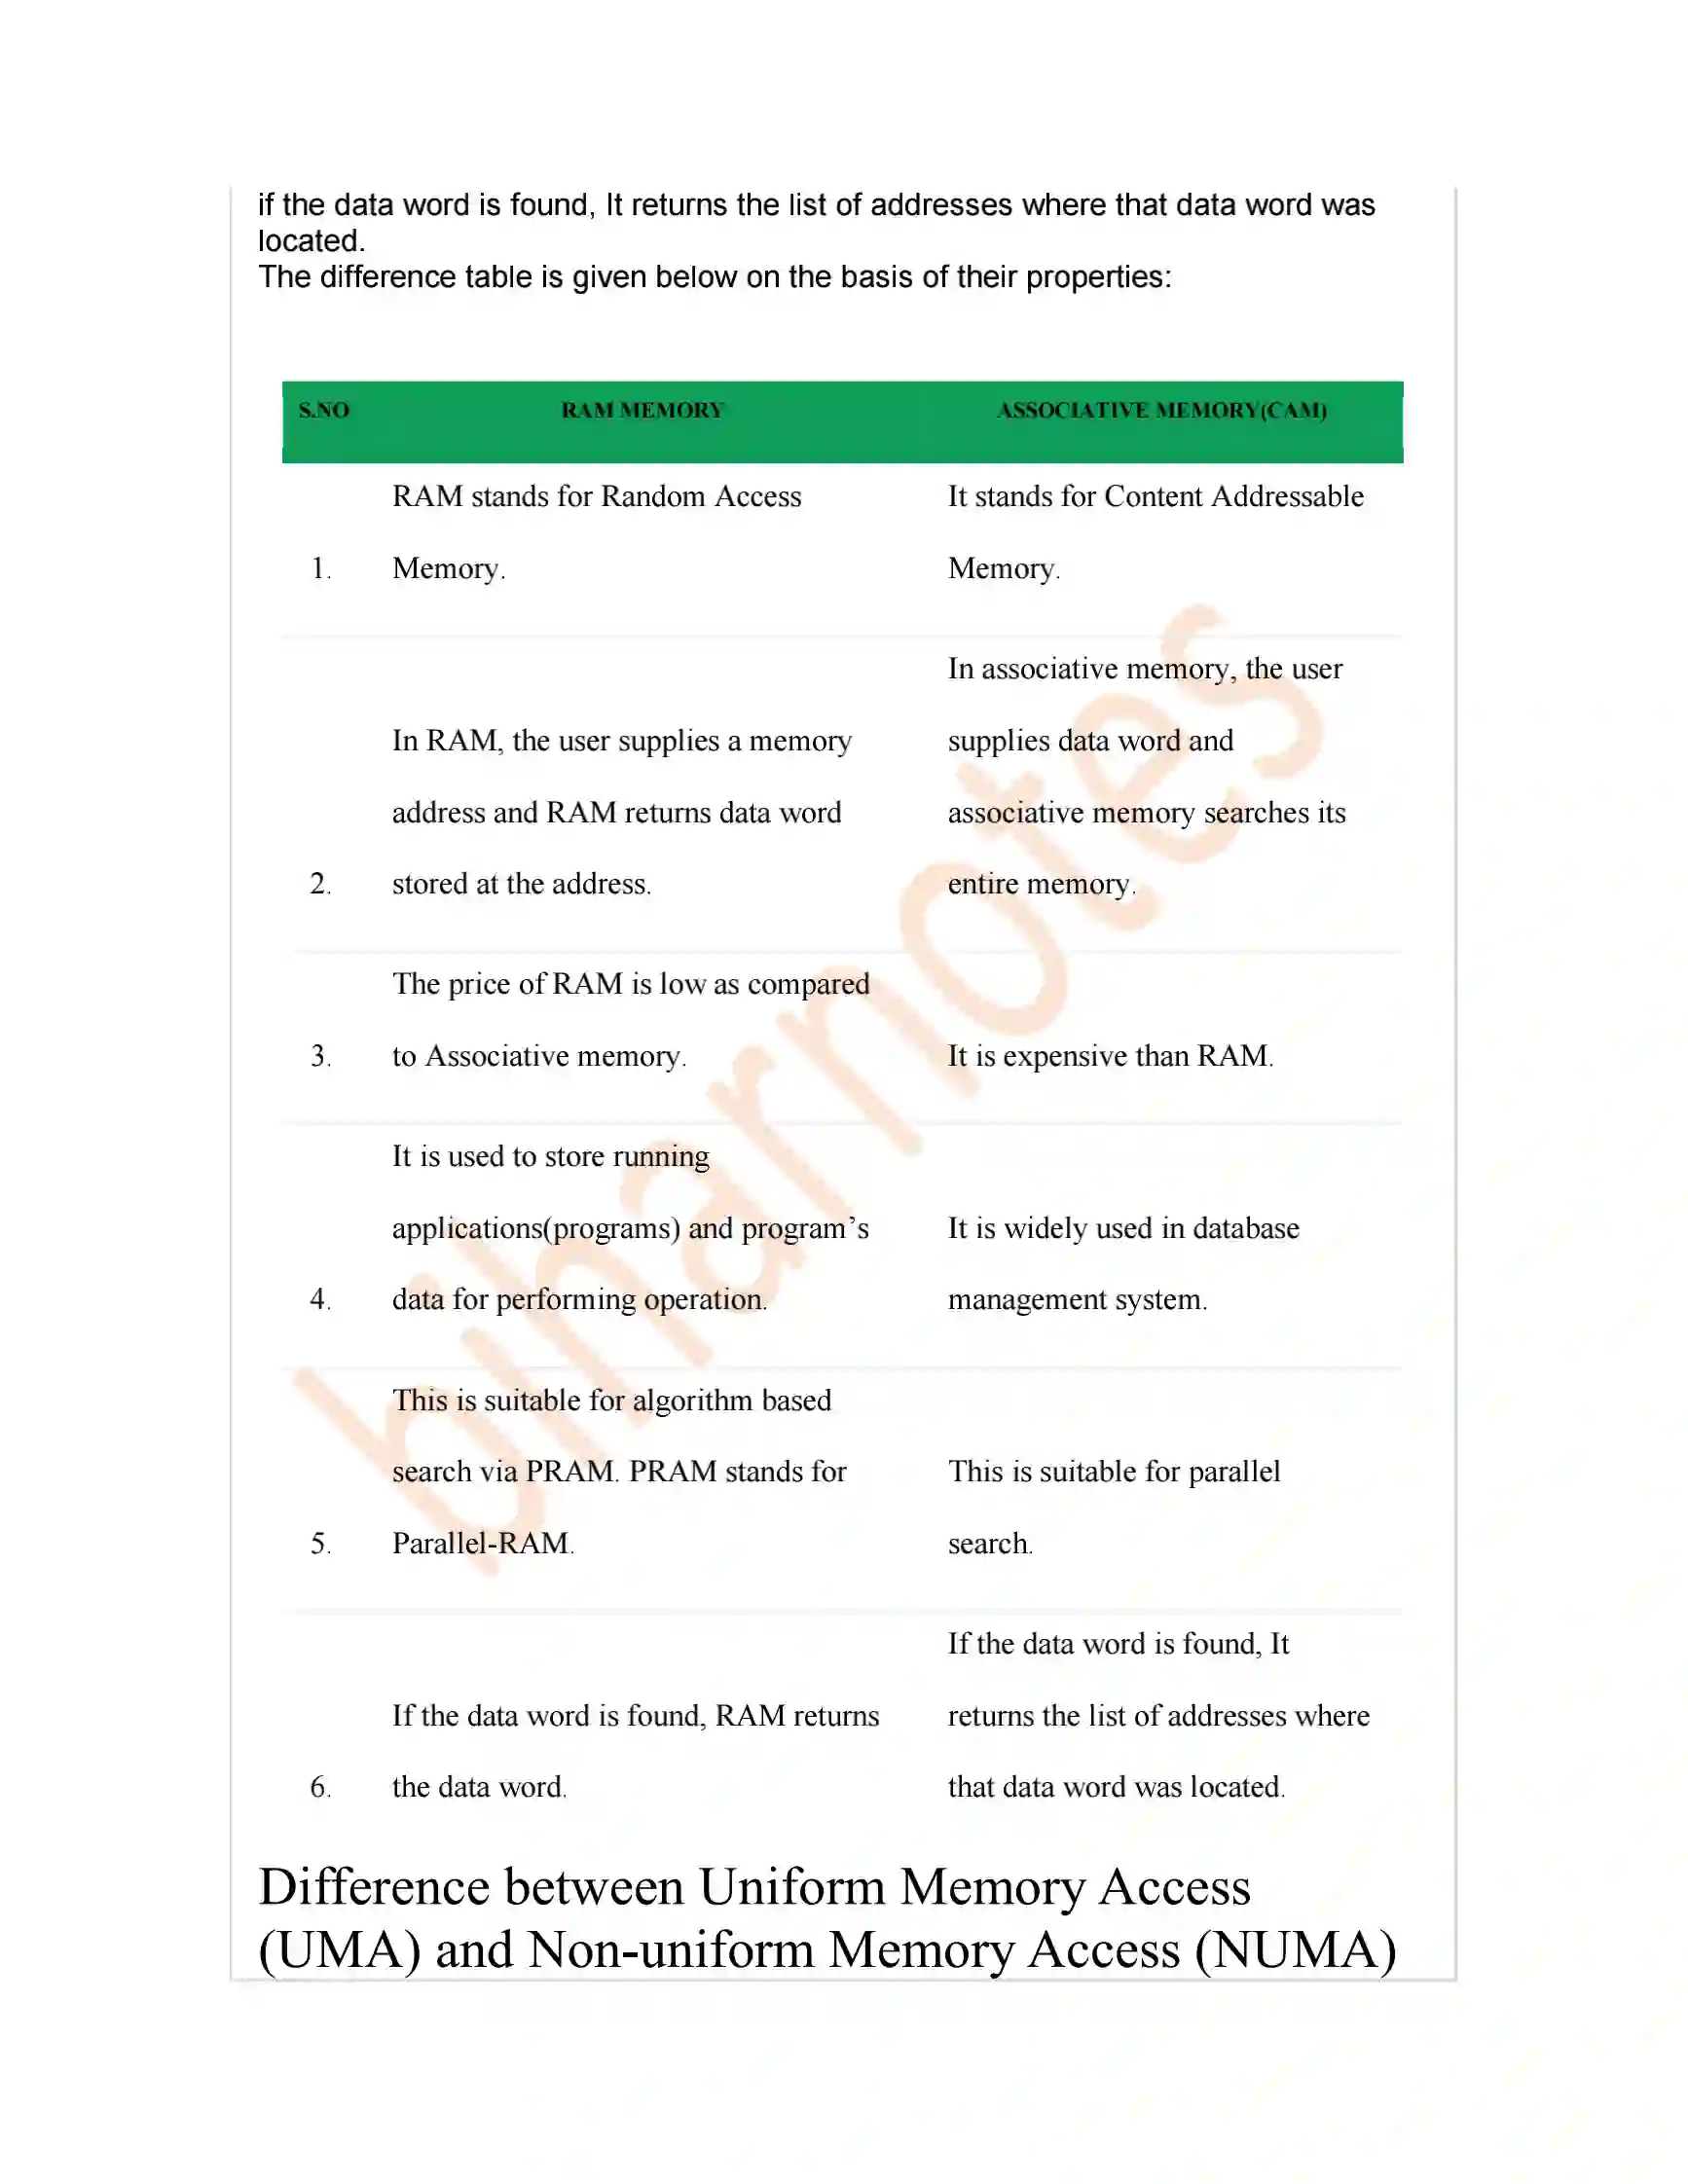 if the data word is found, It returns the list of addresses where that data word was
located.
The difference table is given below on the basis of their properties:
S.NO RAM MEMORY ASSOCIATIVE MEMORY(CAM)
RAM stands for Random Access It stands for Content Addressable
1. Memory. Memory.
In associative memory, the user
In RAM, the user supplies a memory supplies data word and
address and RAM returns data word associative memory searches its
2. stored at the address. entire memory.
The price of RAM is low as compared
3. to Associative memory. It is expensive than RAM.
It is used to store running
applications(programs) and program’s It is widely used in database
4. data for performing operation. management system.
This is suitable for algorithm based
search via PRAM. PRAM stands for This is suitable for parallel
5. Parallel-RAM. search.
If the data word is found, It
If the data word is found, RAM returns returns the list of addresses where
6. the data word. that data word was located.
Difference between Uniform Memory Access
(UMA) and Non-uniform Memory Access (NUMA)
biharnotes